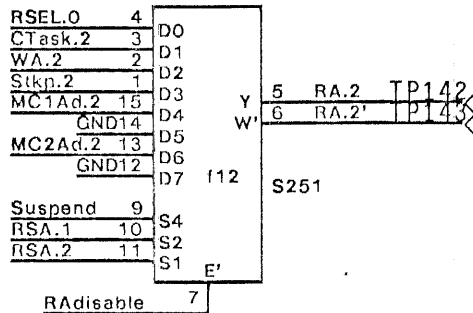 RSEL.0 4 D0
CTask.2 3 D1
WA.2 2 D2
Stkp.2 1 D3
MC1Ad.2 15 D4
GND14 D5
MC2Ad.2 13 D6
GND12 D7
Y 5 RA.2 TP142
W' 6 RA.2' TP143
f12
S251
Suspend 9 S4
RSA.1 10 S2
RSA.2 11 S1
E'
RAdisable 7